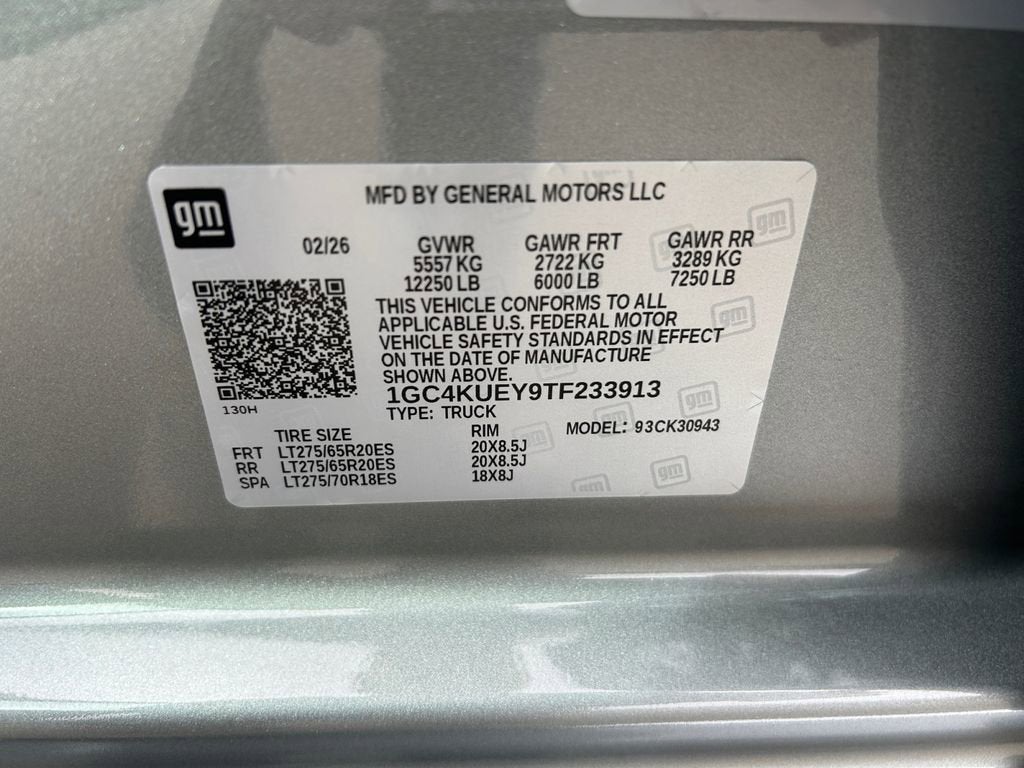 gm
MFD BY GENERAL MOTORS LLC
02/26 GVWR GAWR FRT GAWR RR
5557 KG 2722 KG 3289 KG
12250 LB 6000 LB 7250 LB
THIS VEHICLE CONFORMS TO ALL
APPLICABLE U.S. FEDERAL MOTOR
VEHICLE SAFETY STANDARDS IN EFFECT
ON THE DATE OF MANUFACTURE
SHOWN ABOVE.
1GC4KUEY9TF233913
130H
TYPE: TRUCK
TIRE SIZE RIM MODEL: 93CK30943
FRT LT275/65R20ES 20X8.5J
RR LT275/65R20ES 20X8.5J
SPA LT275/70R18ES 18X8J